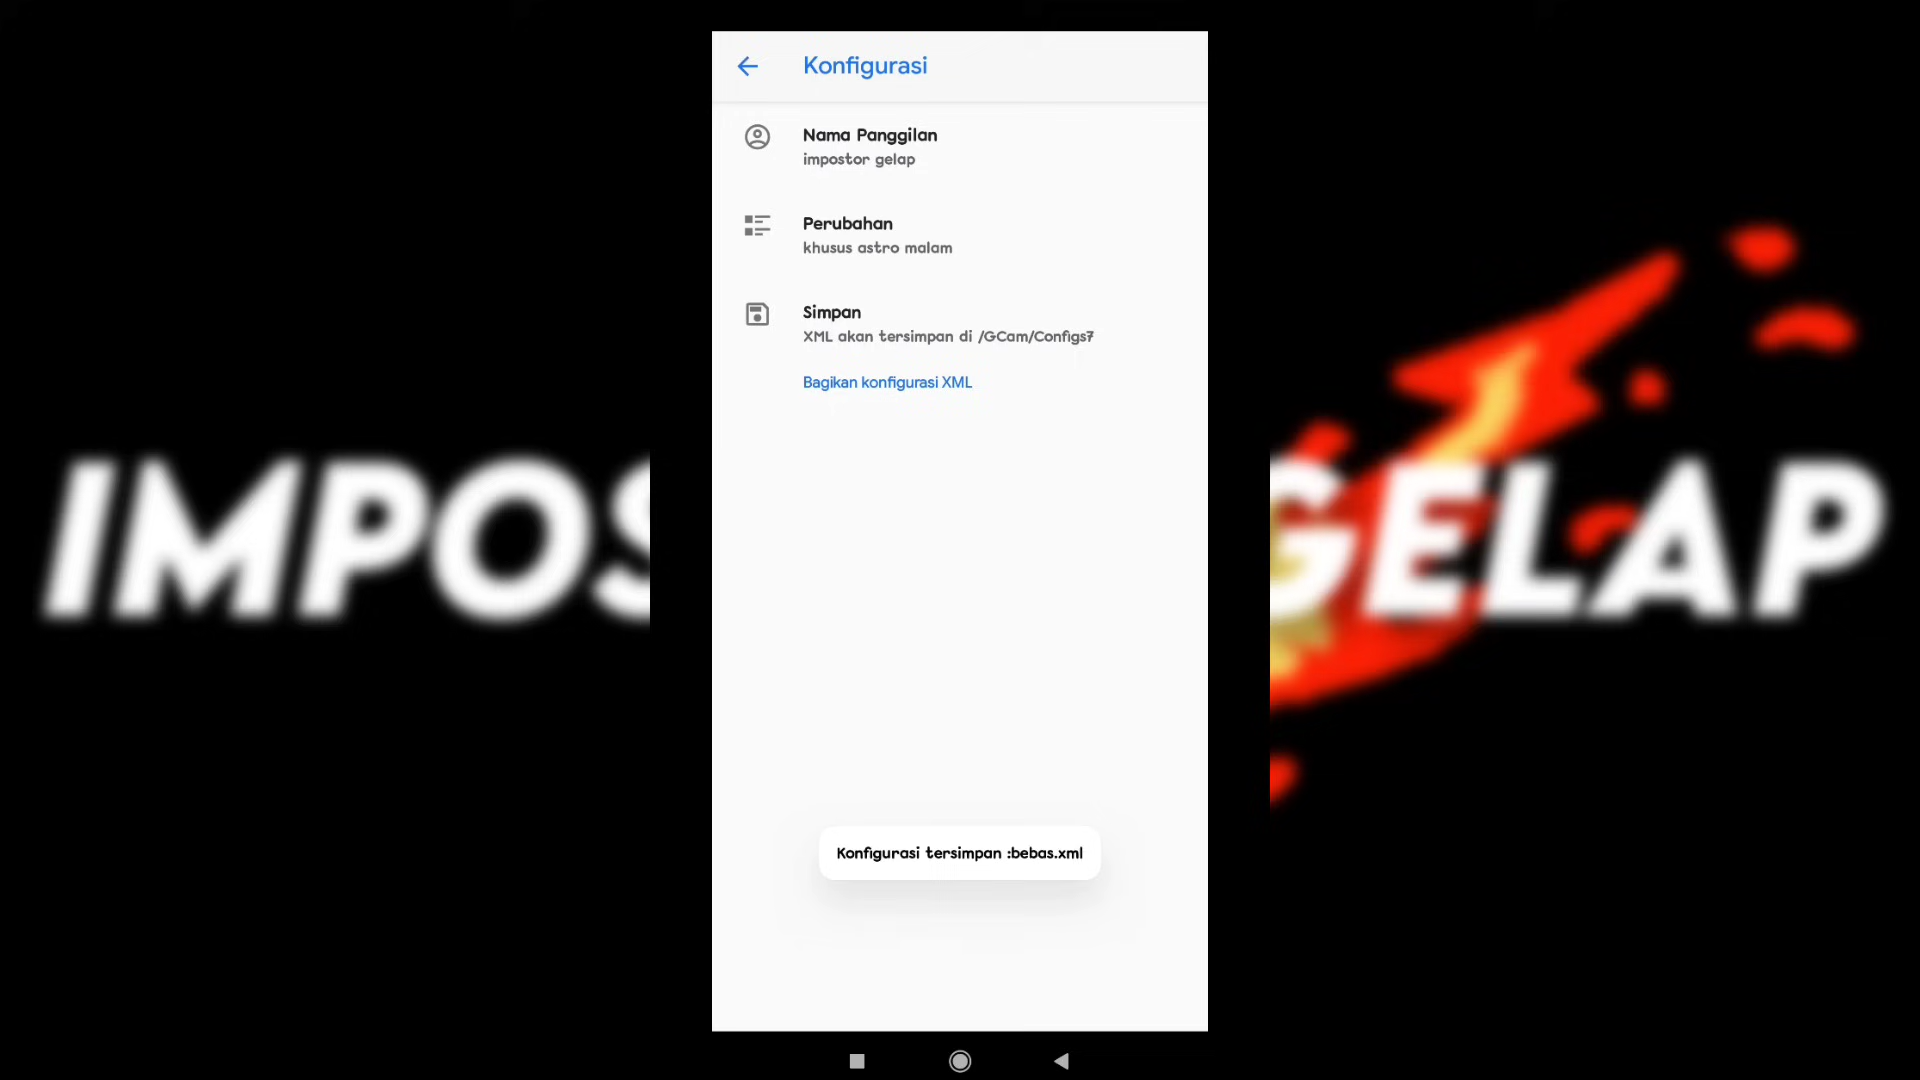 Konfigurasi
Nama Panggilan
impostor gelap
Perubahan
khusus astro malam
Simpan
XML akan tersimpan di /GCam/Configs7
Bagikan konfigurasi XML
IMPOS
GELAP
Konfigurasi tersimpan :bebas.xml